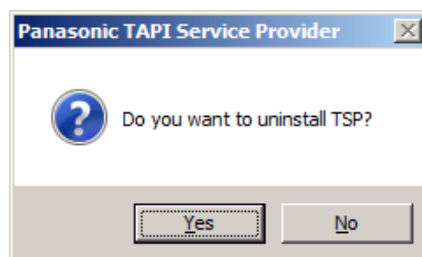 Panasonic TAPI Service Provider
Do you want to uninstall TSP?
Yes No